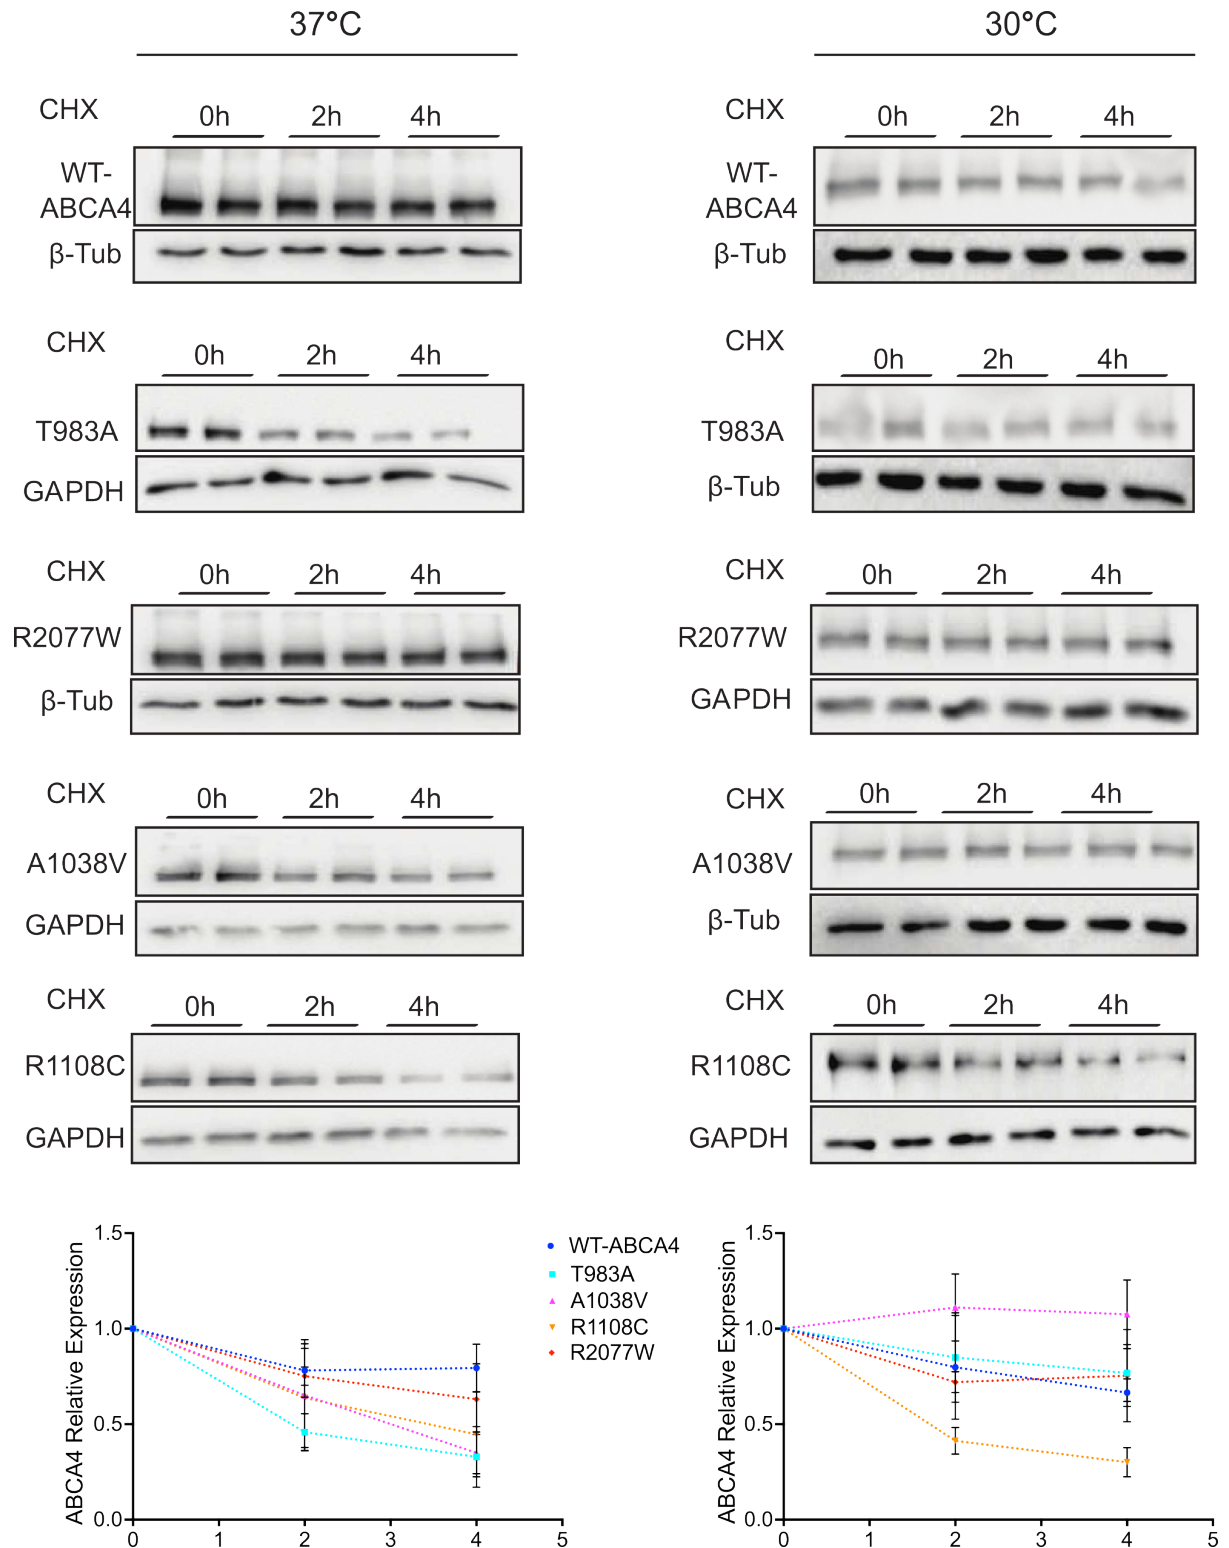 37°C
30°C
CHX 0h 2h 4h
WT-
ABCA4
β-Tub
CHX 0h 2h 4h
WT-
ABCA4
β-Tub
CHX 0h 2h 4h
T983A
GAPDH
CHX 0h 2h 4h
T983A
β-Tub
CHX 0h 2h 4h
R2077W
β-Tub
CHX 0h 2h 4h
R2077W
GAPDH
CHX 0h 2h 4h
A1038V
GAPDH
CHX 0h 2h 4h
A1038V
β-Tub
CHX 0h 2h 4h
R1108C
GAPDH
CHX 0h 2h 4h
R1108C
GAPDH
ABCA4 Relative Expression
1.5
1.0
0.5
0.0
0 1 2 3 4 5
WT-ABCA4
T983A
A1038V
R1108C
R2077W
ABCA4 Relative Expression
1.5
1.0
0.5
0.0
0 1 2 3 4 5